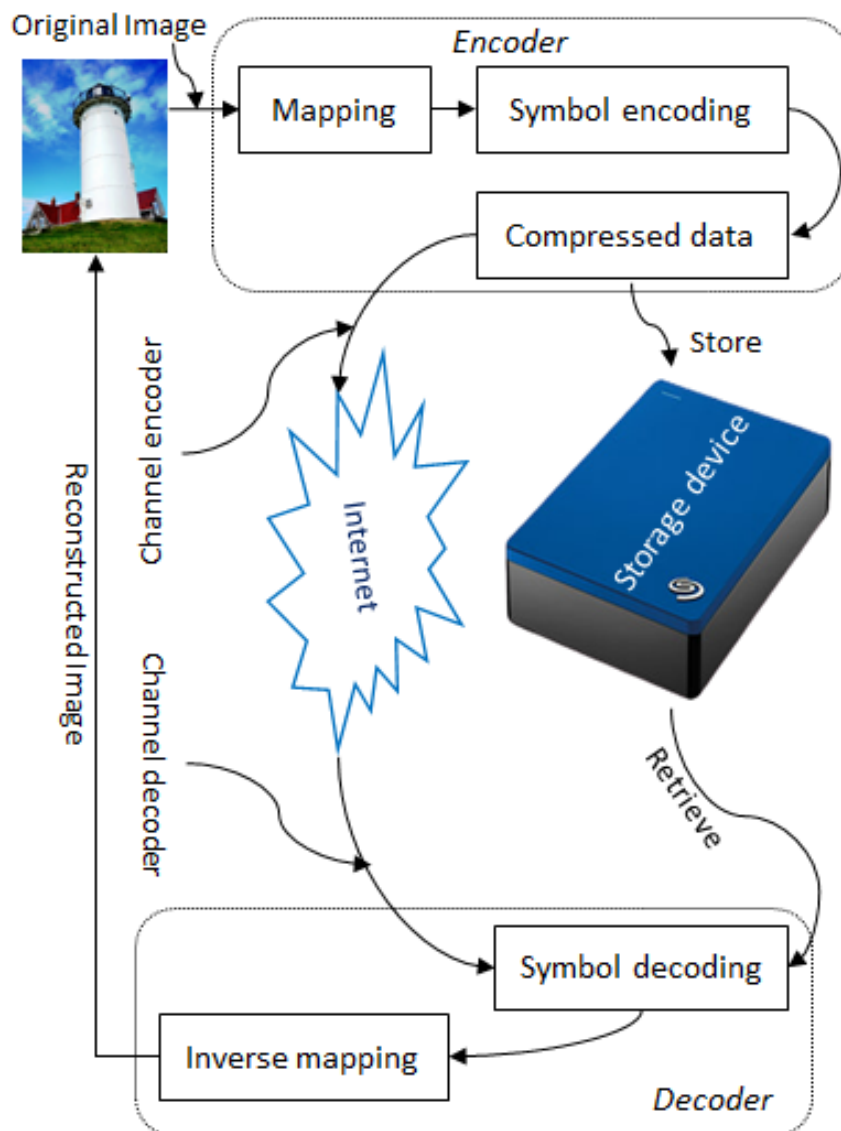 Original Image
Encoder
Mapping
Symbol encoding
Compressed data
Store
Channel encoder
Storage device
Internet
Reconstructed Image
Channel decoder
Retrieve
Symbol decoding
Inverse mapping
Decoder